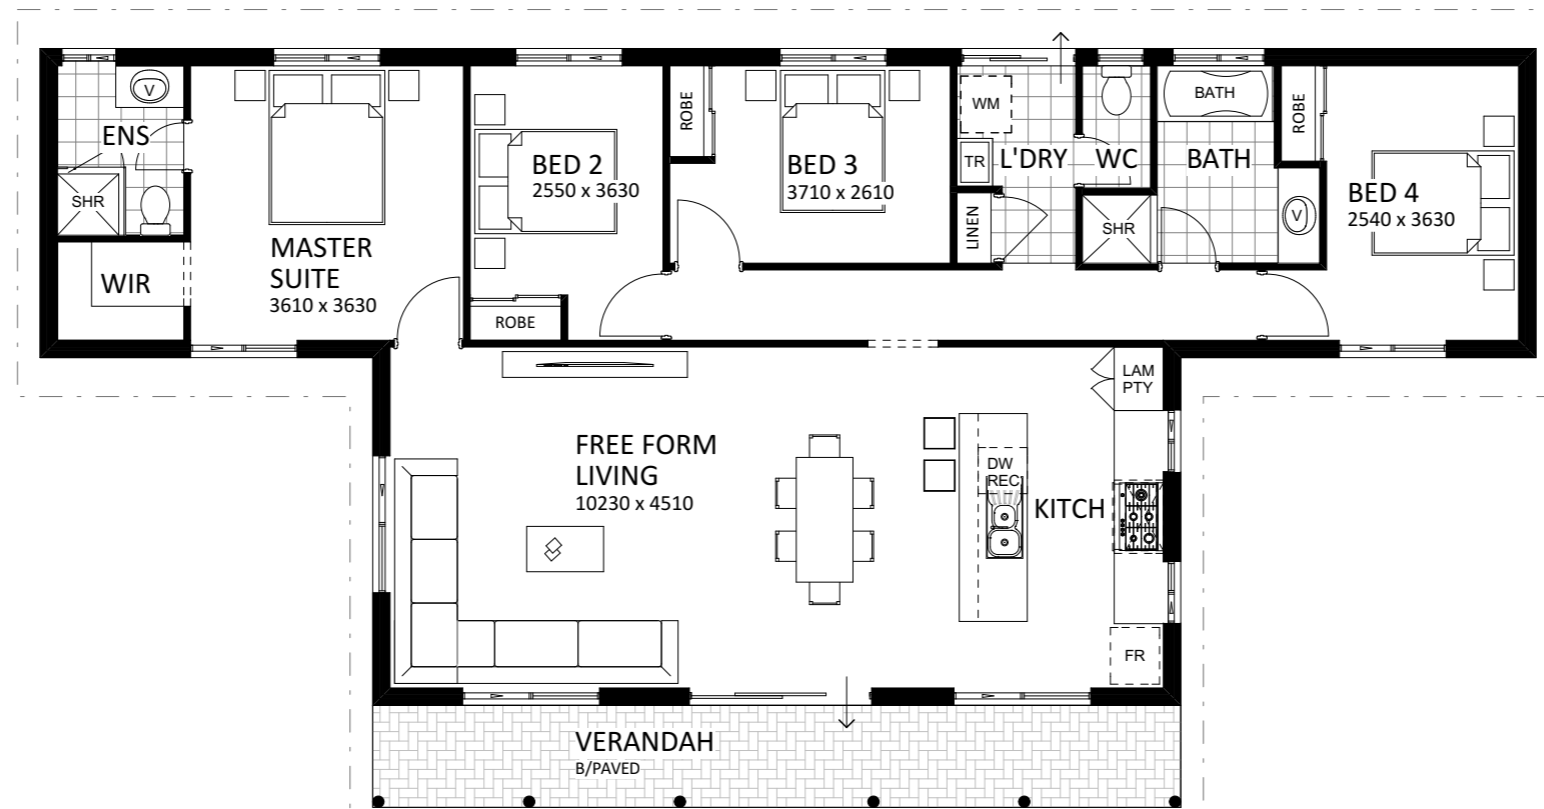 V
ENS
SHR
WIR
MASTER
SUITE
3610 x 3630
BED 2
2550 x 3630
ROBE
ROBE
BED 3
3710 x 2610
WM
TR
L'DRY
LINEN
WC
SHR
BATH
BATH
V
ROBE
BED 4
2540 x 3630
FREE FORM
LIVING
10230 x 4510
DW
REC
KITCH
LAM
PTY
FR
VERANDAH
B/PAVED